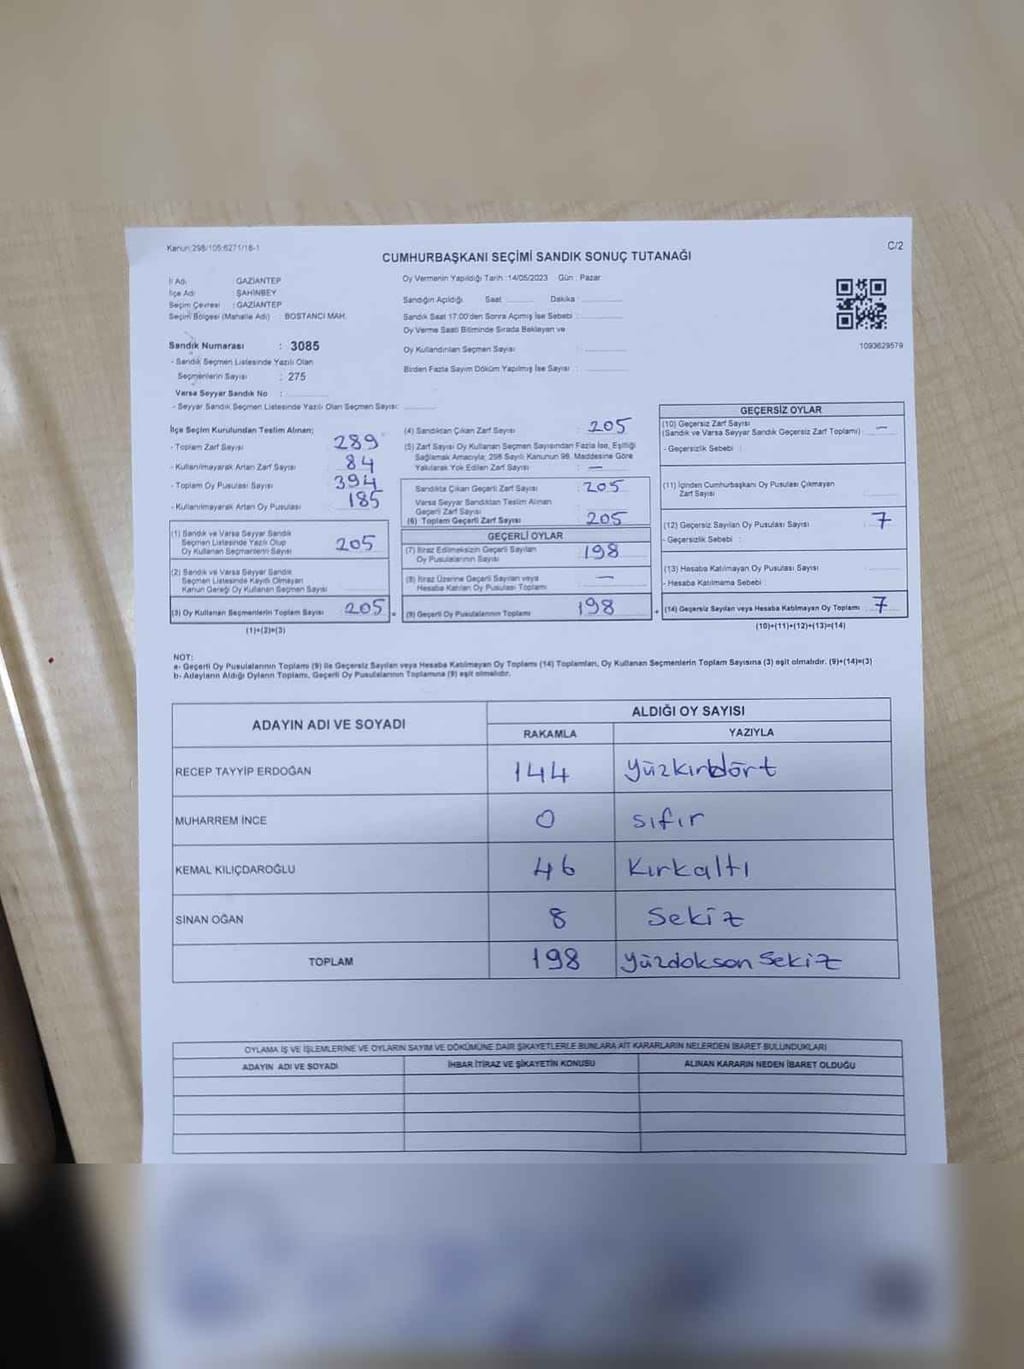 Kanun:298/105:6271/18-1
C/2
CUMHURBAŞKANI SEÇİMİ SANDIK SONUÇ TUTANAĞI
İl Adı : GAZİANTEP
İlçe Adı : ŞAHİNBEY
Seçim Çevresi : GAZİANTEP
Seçim Bölgesi (Mahalle Adı) : BOSTANCI MAH.
Sandık Numarası : 3085
- Sandık Seçmen Listesinde Yazılı Olan
Seçmenlerin Sayısı : 275
Varsa Seyyar Sandık No :
- Seyyar Sandık Seçmen Listesinde Yazılı Olan Seçmen Sayısı:
Oy Vermenin Yapıldığı Tarih :14/05/2023 Gün : Pazar
Sandığın Açıldığı Saat Dakika
Sandık Saat 17.00'den Sonra Açımış İse Sebebi :
Oy Verme Saati Bitiminde Sırada Bekleyan ve
Oy Kullandırılan Seçmen Sayısı
Birden Fazla Sayım Döküm Yapılmış İse Sayısı :
1093629579
İlçe Seçim Kurulundan Teslim Alınan;
- Toplam Zarf Sayısı 289
- Kullanılmayarak Artan Zarf Sayısı 84
- Toplam Oy Pusulası Sayısı 394
- Kullanılmayarak Artan Oy Pusulası 185
(1) Sandık ve Varsa Seyyar Sandık
Seçmen Listesinde Yazılı Olup
Oy Kullanan Seçmenlerin Sayısı 205
(2) Sandık ve Varsa Seyyar Sandık
Seçmen Listesinde Kaydı Olmayan
Kanun Gereği Oy Kullanan Seçmen Sayısı
(3) Oy Kullanan Seçmenlerin Toplam Sayısı 205 =
(1)+(2)=(3)
(4) Sandıktan Çıkan Zarf Sayısı : 205
(5) Zarf Sayısı Oy Kullanan Seçmen Sayısından Fazla İse, Eşitliği
Sağlamak Amacıyla; 298 Sayılı Kanunun 98. Maddesine Göre
Yakılarak Yok Edilen Zarf Sayısı : —
Sandıkta Çıkan Geçerli Zarf Sayısı : 205
Varsa Seyyar Sandıktan Teslim Alınan
Geçerli Zarf Sayısı
(6) Toplam Geçerli Zarf Sayısı : 205
GEÇERLİ OYLAR
(7) İtiraz Edilmeksizin Geçerli Sayılan
Oy Pusulalarının Sayısı : 198
(8) İtiraz Üzerine Geçerli Sayılan veya
Hesaba Katılan Oy Pusulası Toplamı : —
(9) Geçerli Oy Pusulalarının Toplamı : 198 +
GEÇERSİZ OYLAR
(10) Geçersiz Zarf Sayısı
(Sandık ve Varsa Seyyar Sandık Geçersiz Zarf Toplamı) : —
- Geçersizlik Sebebi :
(11) İçinden Cumhurbaşkanı Oy Pusulası Çıkmayan
Zarf Sayısı
(12) Geçersiz Sayılan Oy Pusulası Sayısı : 7
- Geçersizlik Sebebi :
(13) Hesaba Katılmayan Oy Pusulası Sayısı :
- Hesaba Katılmama Sebebi :
(14) Geçersiz Sayılan veya Hesaba Katılmayan Oy Toplamı : 7
(10)+(11)+(12)+(13)=(14)
NOT:
a- Geçerli Oy Pusulalarının Toplamı (9) ile Geçersiz Sayılan veya Hesaba Katılmayan Oy Toplamı (14) Toplamları, Oy Kullanan Seçmenlerin Toplam Sayısına (3) eşit olmalıdır. (9)+(14)=(3)
b- Adayların Aldığı Oyların Toplamı, Geçerli Oy Pusulalarının Toplamına (9) eşit olmalıdır.
ADAYIN ADI VE SOYADI
ALDIĞI OY SAYISI
RAKAMLA YAZIYLA
RECEP TAYYİP ERDOĞAN 144 yüzkırkdört
MUHARREM İNCE 0 sıfır
KEMAL KILIÇDAROĞLU 46 kırkaltı
SİNAN OĞAN 8 sekiz
TOPLAM 198 yüzdoksan sekiz
OYLAMA İŞ VE İŞLEMLERİNE VE OYLARIN SAYIM VE DÖKÜMÜNE DAİR ŞİKAYETLERLE BUNLARA AİT KARARLARIN NELERDEN İBARET BULUNDUKLARI
ADAYIN ADI VE SOYADI İHBAR İTİRAZ VE ŞİKAYETİN KONUSU ALINAN KARARIN NEDEN İBARET OLDUĞU